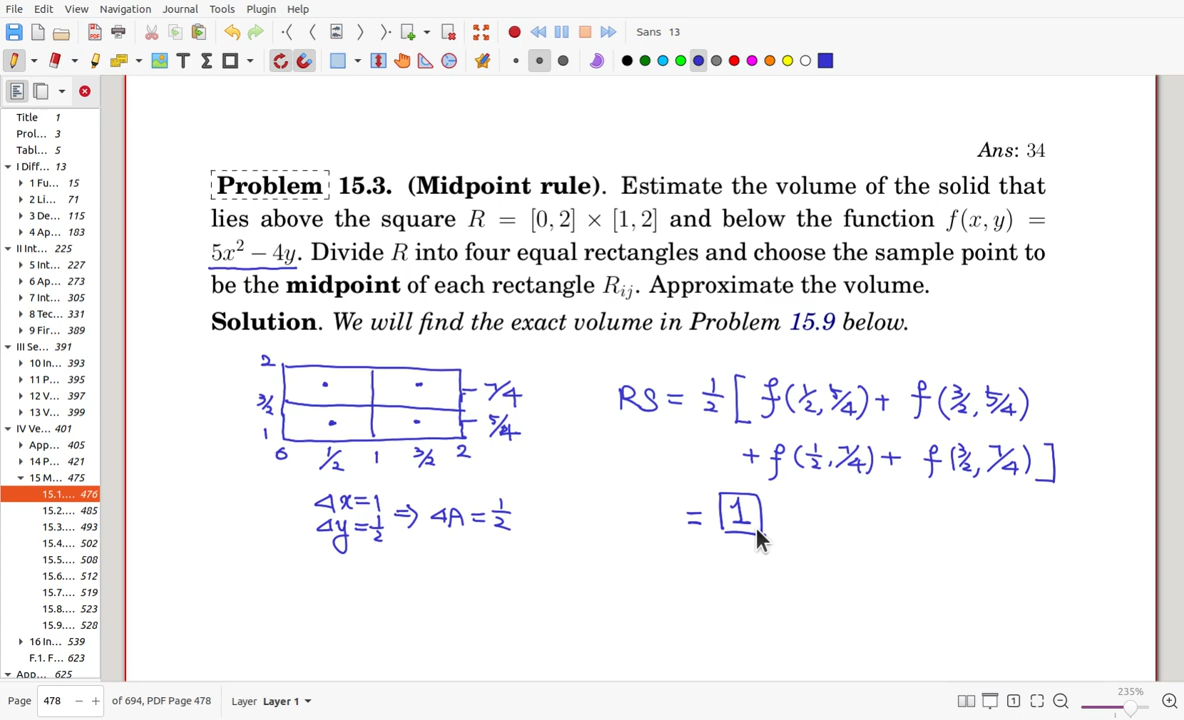 File Edit View Navigation Journal Tools Plugin Help
Sans 13
Title 1
Prol... 3
Tabl... 5
I Diff... 13
1 Fu... 15
2 Li... 71
3 De... 115
4 Ap... 183
II Int... 225
5 Int... 227
6 Ap... 273
7 Int... 305
8 Tec... 331
9 Fir... 389
III Se... 391
10 In... 393
11 P... 395
12 V... 397
13 V... 399
IV Ve... 401
App... 405
14 P... 421
15 M... 475
15.1.... 476
15.2.... 485
15.3.... 493
15.4.... 502
15.5.... 508
15.6.... 512
15.7.... 519
15.8.... 523
15.9.... 528
16 In... 539
F.1. F... 623
App... 625
Ans: 34
Problem 15.3. (Midpoint rule). Estimate the volume of the solid that
lies above the square R = [0, 2] × [1, 2] and below the function f(x, y) =
5x² − 4y. Divide R into four equal rectangles and choose the sample point to
be the midpoint of each rectangle Rᵢⱼ. Approximate the volume.
Solution. We will find the exact volume in Problem 15.9 below.
2
3/2
1
7/4
5/4
0 1/2 1 3/2 2
Δx=1
Δy=1/2 ⇒ ΔA = 1/2
RS = 1/2 [ f(1/2, 5/4) + f(3/2, 5/4)
+ f(1/2, 7/4) + f(3/2, 7/4) ]
= 1
Page 478 − + of 694, PDF Page 478 Layer Layer 1
235%